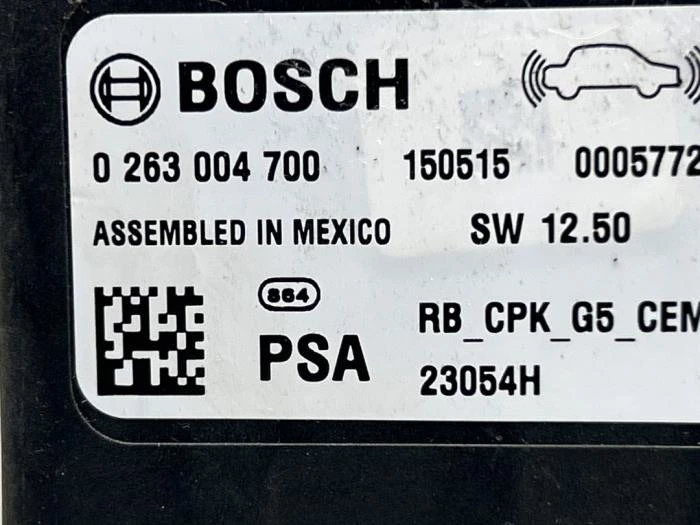 BOSCH
0 263 004 700 150515 0005772
ASSEMBLED IN MEXICO SW 12.50
864
RB_CPK_G5_CEM
PSA
23054H